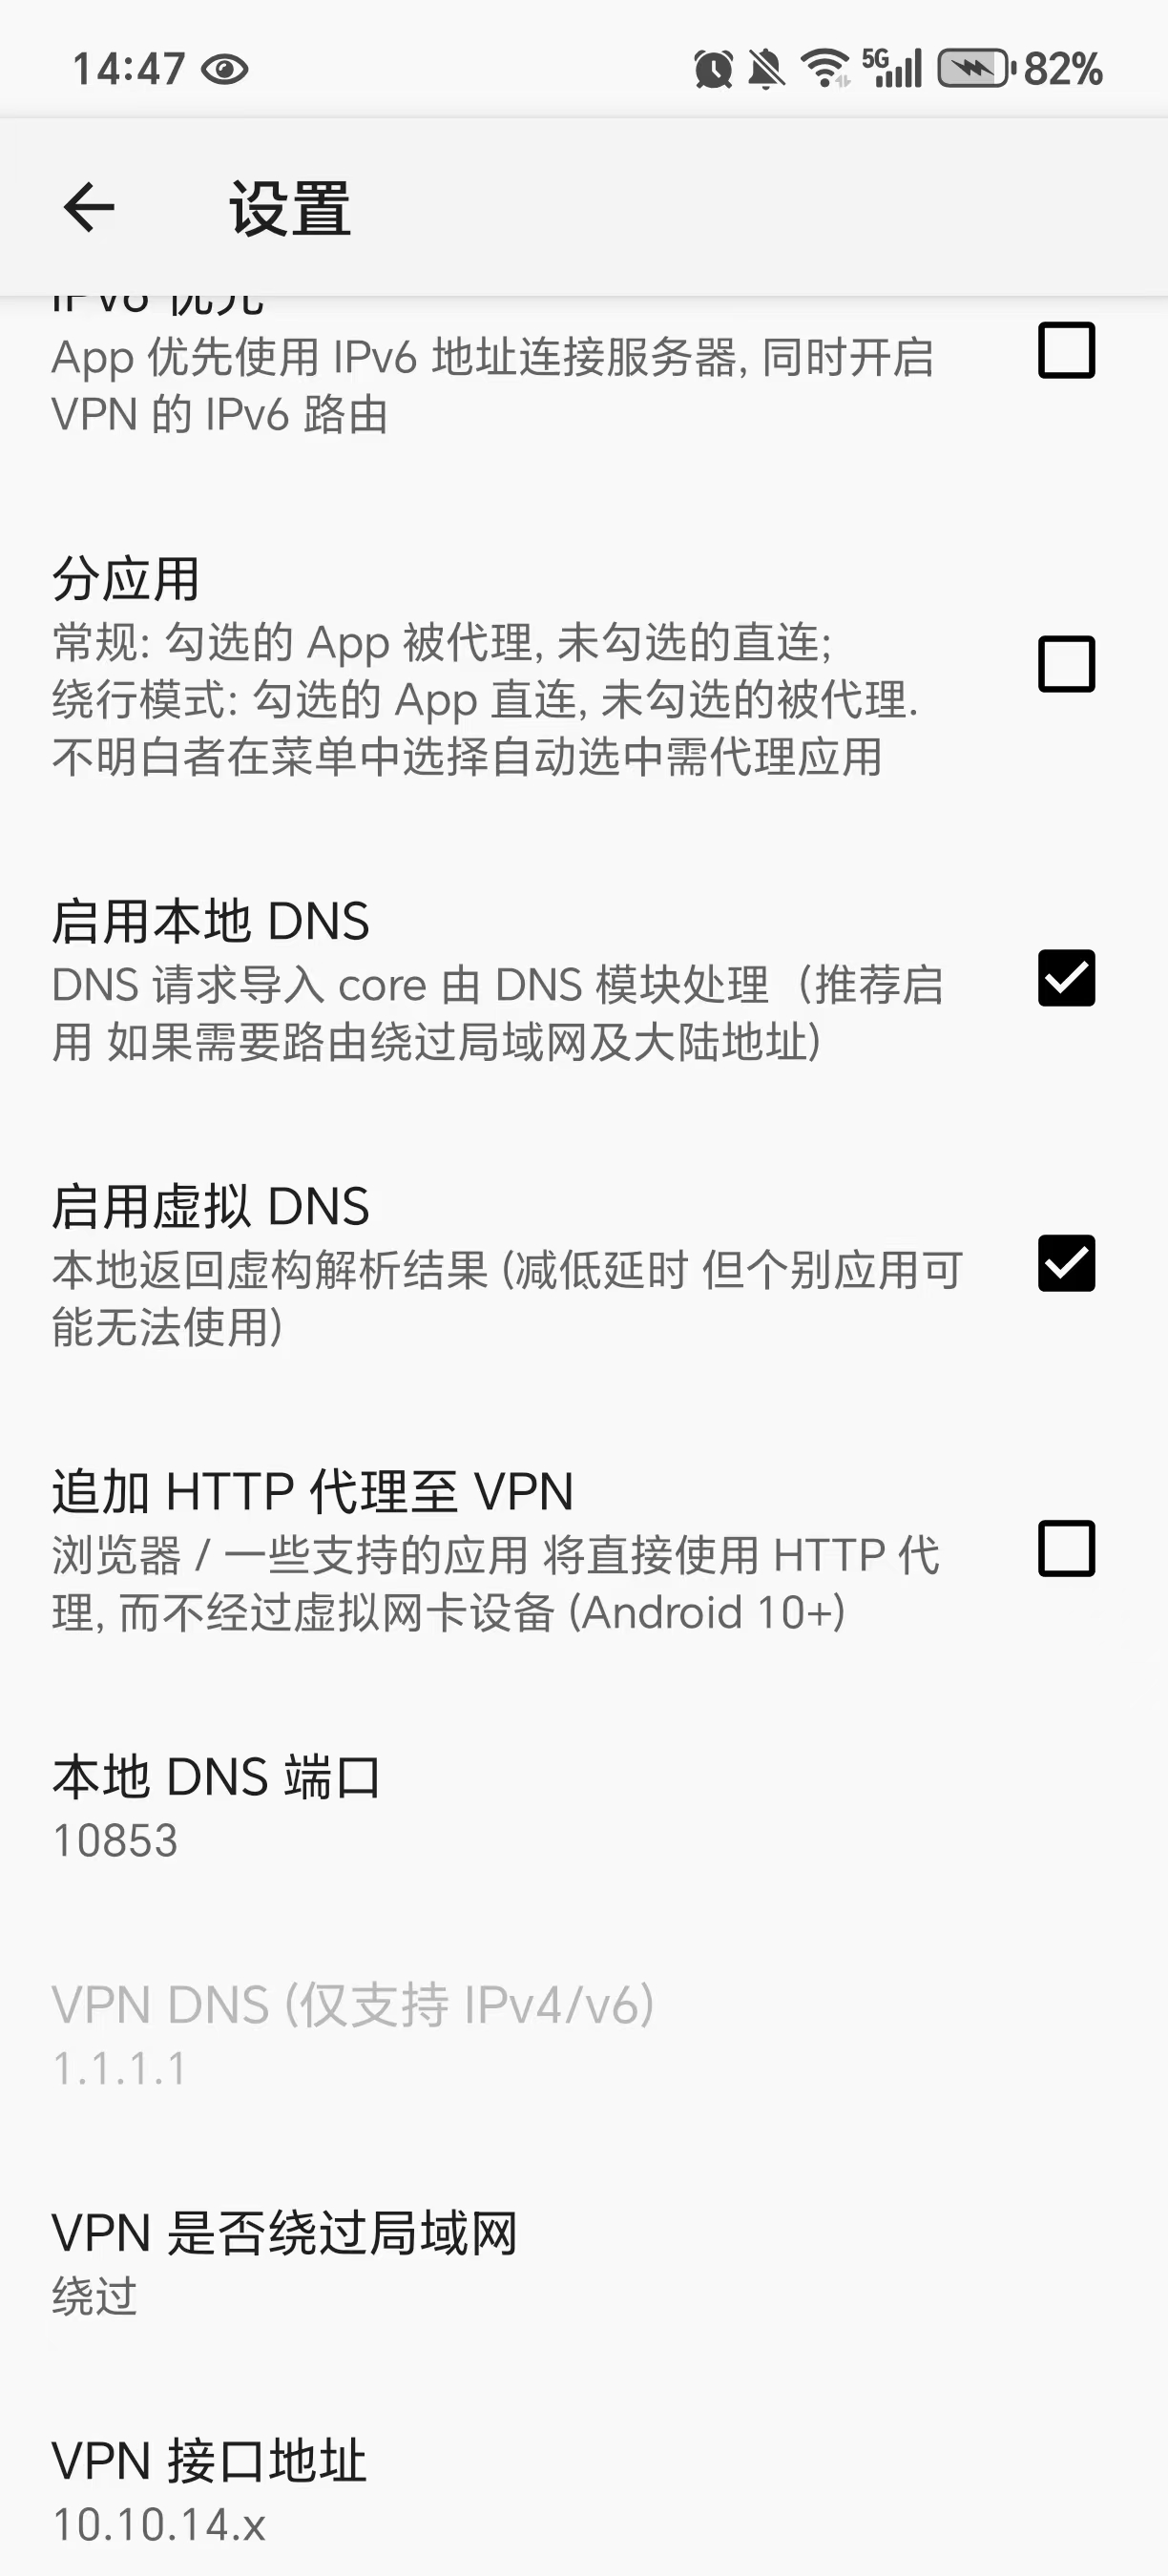 14:47
5G
82%
设置
IPv6 优先
App 优先使用 IPv6 地址连接服务器, 同时开启
VPN 的 IPv6 路由
分应用
常规: 勾选的 App 被代理, 未勾选的直连;
绕行模式: 勾选的 App 直连, 未勾选的被代理.
不明白者在菜单中选择自动选中需代理应用
启用本地 DNS
DNS 请求导入 core 由 DNS 模块处理（推荐启
用 如果需要路由绕过局域网及大陆地址)
启用虚拟 DNS
本地返回虚构解析结果 (减低延时 但个别应用可
能无法使用)
追加 HTTP 代理至 VPN
浏览器 / 一些支持的应用 将直接使用 HTTP 代
理, 而不经过虚拟网卡设备 (Android 10+)
本地 DNS 端口
10853
VPN DNS (仅支持 IPv4/v6)
1.1.1.1
VPN 是否绕过局域网
绕过
VPN 接口地址
10.10.14.x